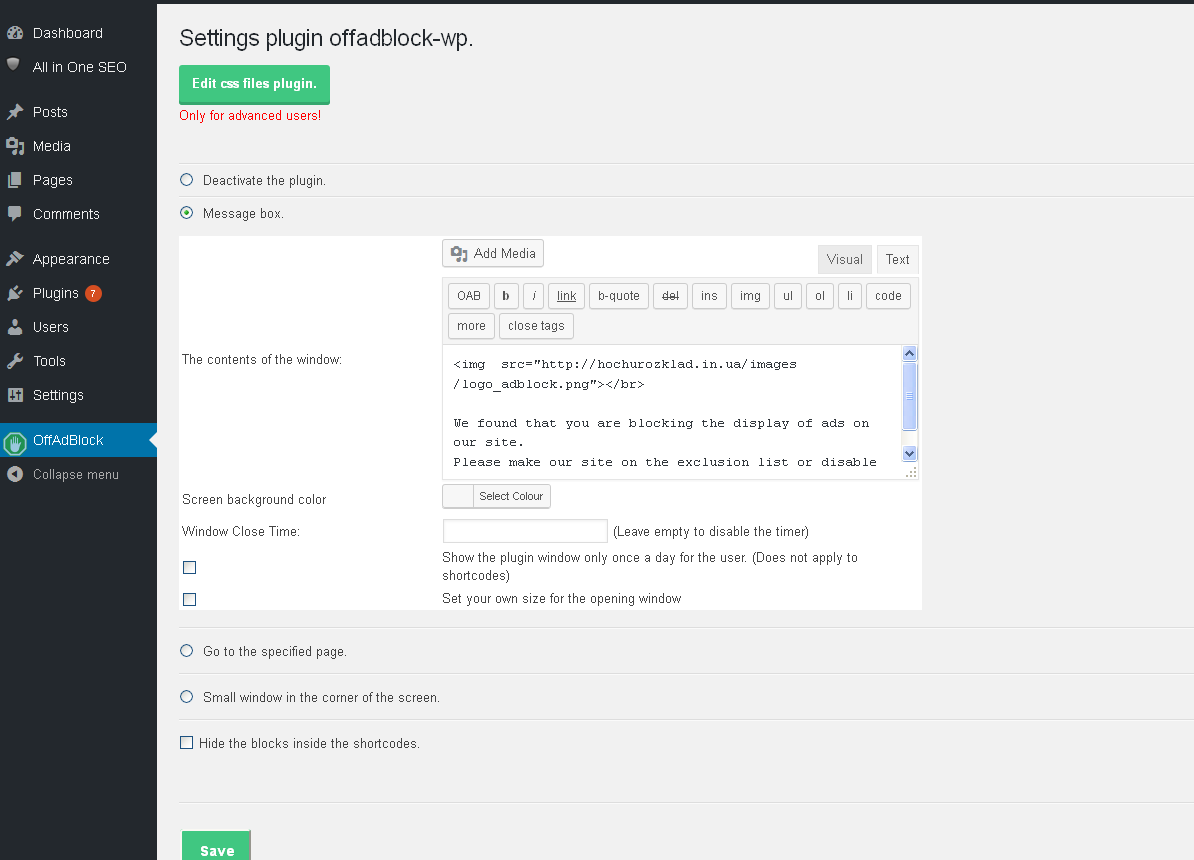 Dashboard
All in One SEO
Posts
Media
Pages
Comments
Appearance
Plugins 7
Users
Tools
Settings
OffAdBlock
Collapse menu
Settings plugin offadblock-wp.
Edit css files plugin.
Only for advanced users!
Deactivate the plugin.
Message box.
Add Media
Visual Text
OAB b i link b-quote del ins img ul ol li code
more close tags
The contents of the window:
<img  src="http://hochurozklad.in.ua/images
/logo_adblock.png"></br>
We found that you are blocking the display of ads on
our site.
Please make our site on the exclusion list or disable
Screen background color
Select Colour
Window Close Time:
(Leave empty to disable the timer)
Show the plugin window only once a day for the user. (Does not apply to
shortcodes)
Set your own size for the opening window
Go to the specified page.
Small window in the corner of the screen.
Hide the blocks inside the shortcodes.
Save